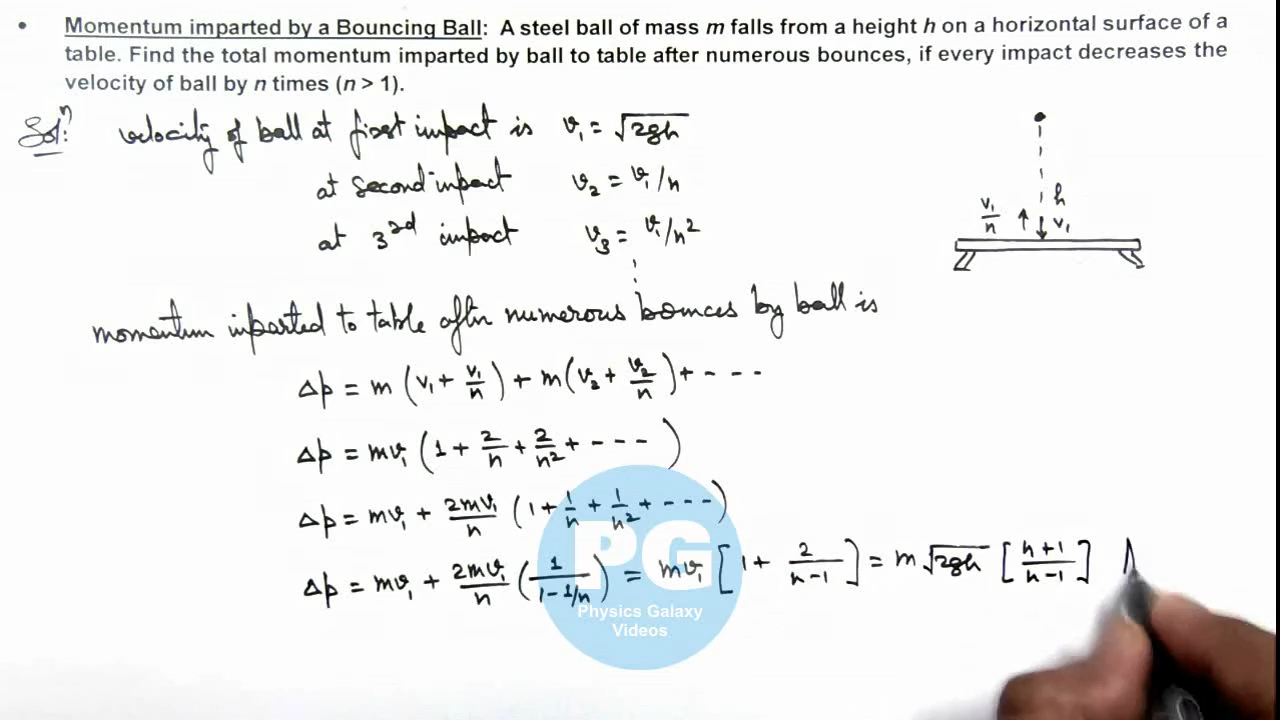 • Momentum imparted by a Bouncing Ball: A steel ball of mass m falls from a height h on a horizontal surface of a
table. Find the total momentum imparted by ball to table after numerous bounces, if every impact decreases the
velocity of ball by n times (n > 1).
Solⁿ: velocity of ball at first impact is v₁ = √2gh
at second impact v₂ = v₁/n
at 3rd impact v₃ = v₁/n²
h
v₁/n v₁
momentum imparted to table after numerous bounces by ball is
Δp = m (v₁ + v₁/n) + m(v₂ + v₂/n) + - - - -
Δp = mv₁ (1 + 2/n + 2/n² + - - - - )
Δp = mv₁ + 2mv₁/n (1 + 1/n + 1/n² + - - - -)
Δp = mv₁ + 2mv₁/n (1/(1 - 1/n)) = mv₁ [1 + 2/(n-1)] = m√2gh [(n+1)/(n-1)]
PG
Physics Galaxy
Videos